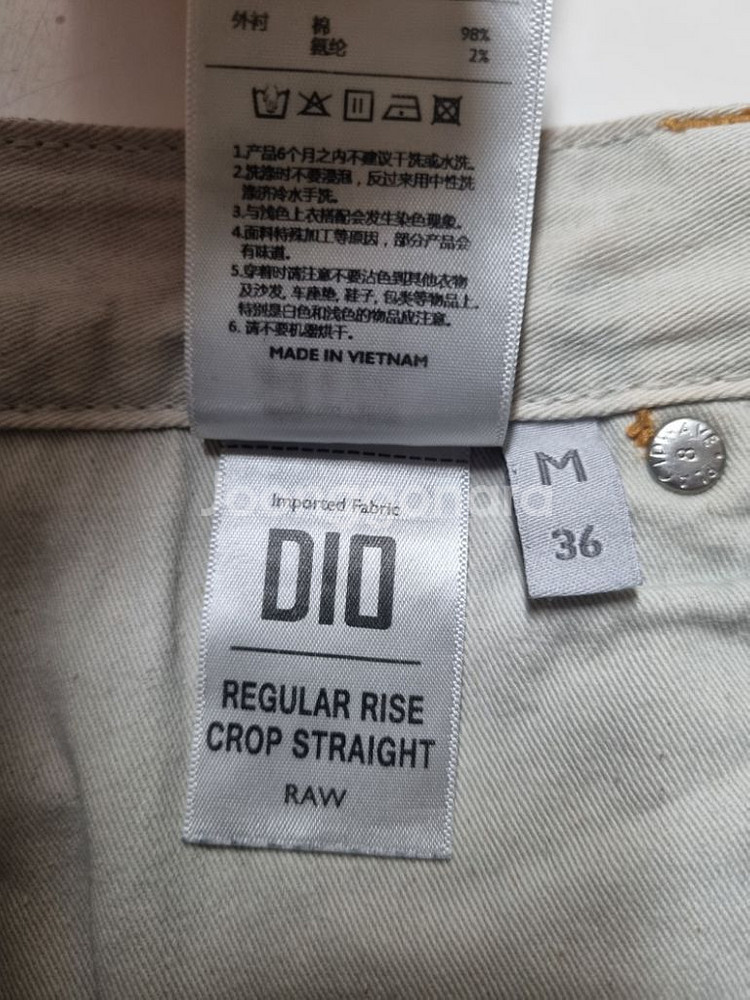 外衬 棉 98%
氨纶 2%
1.产品6个月之内不建议干洗或水洗。
2.洗涤时不要浸泡，反过来用中性洗
涤济冷水手洗。
3.与浅色上衣搭配会发生染色现象。
4.面料特殊加工等原因，部分产品会
有味道。
5.穿着时请注意不要沾色到其他衣物
及沙发, 车座垫, 鞋子, 包类等物品上.
特别是白色和浅色的物品应注意。
6. 请不要机器烘干。
MADE IN VIETNAM
M
36
8
Imported Fabric
DIO
REGULAR RISE
CROP STRAIGHT
RAW